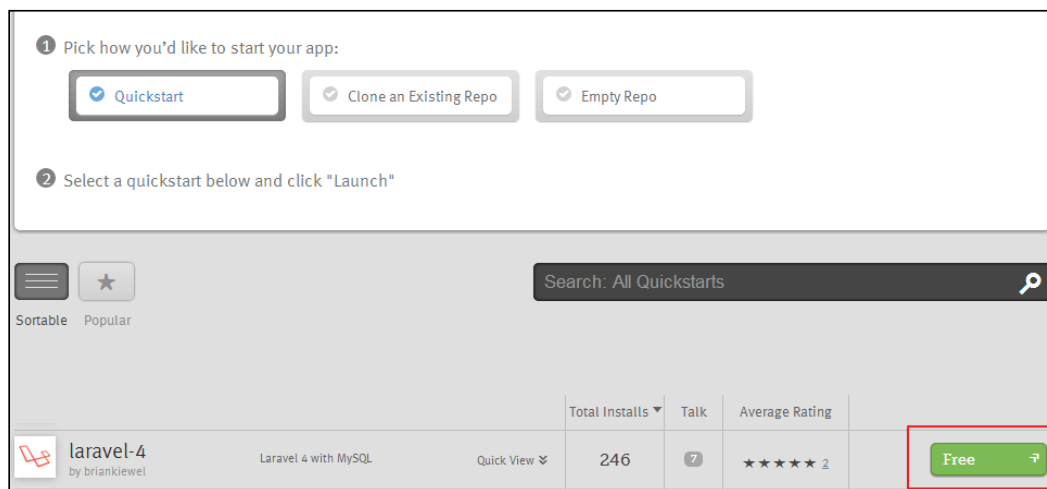 1 Pick how you’d like to start your app:
Quickstart Clone an Existing Repo Empty Repo
2 Select a quickstart below and click "Launch"
Search: All Quickstarts
Sortable Popular
Total Installs Talk Average Rating
laravel-4 Laravel 4 with MySQL Quick View 246 7 ★★★★★ 2 Free
by briankiewel